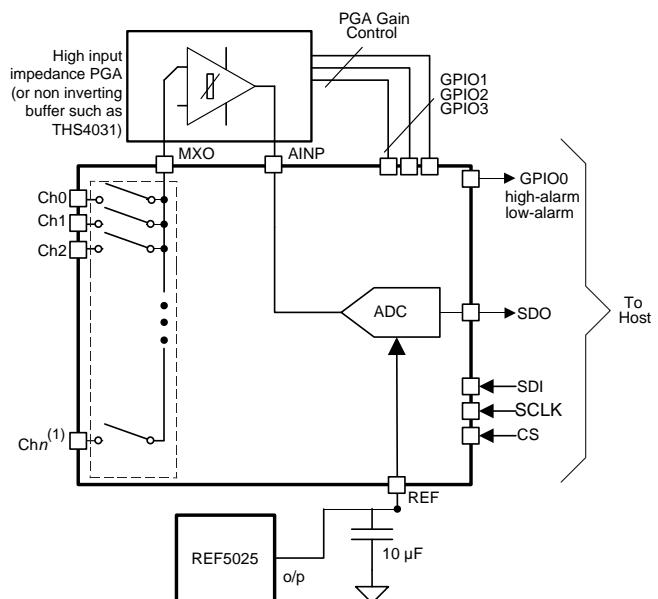 PGA Gain
Control
High input
impedance PGA
(or non inverting
buffer such as
THS4031)
GPIO1
GPIO2
GPIO3
MXO
AINP
Ch0
Ch1
Ch2
Chn(1)
GPIO0
high-alarm
low-alarm
ADC
SDO
To
Host
SDI
SCLK
CS
REF
REF5025
o/p
10 µF